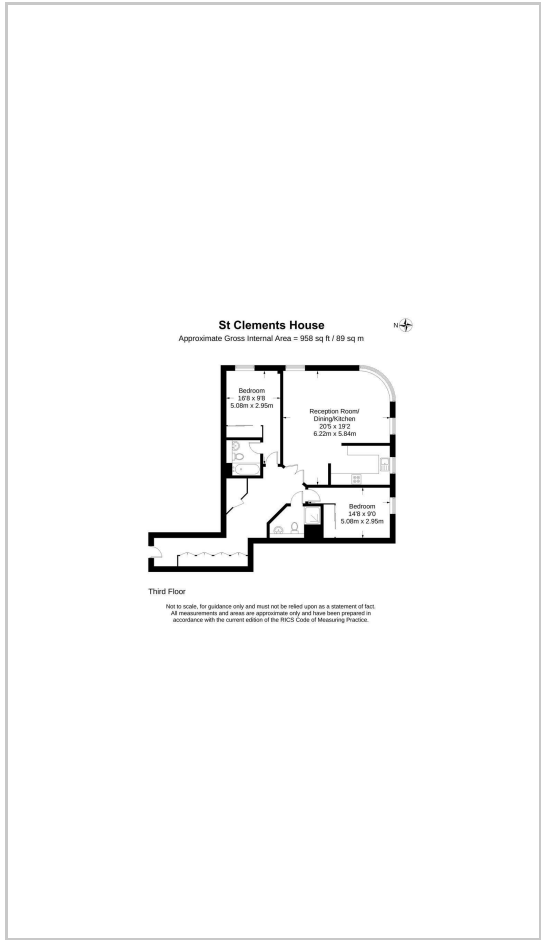 St Clements House
N
Approximate Gross Internal Area = 958 sq ft / 89 sq m
Bedroom
16'8 x 9'8
5.08m x 2.95m
Reception Room/
Dining/Kitchen
20'5 x 19'2
6.22m x 5.84m
Bedroom
14'8 x 9'0
5.08m x 2.95m
Third Floor
Not to scale, for guidance only and must not be relied upon as a statement of fact.
All measurements and areas are approximate only and have been prepared in
accordance with the current edition of the RICS Code of Measuring Practice.